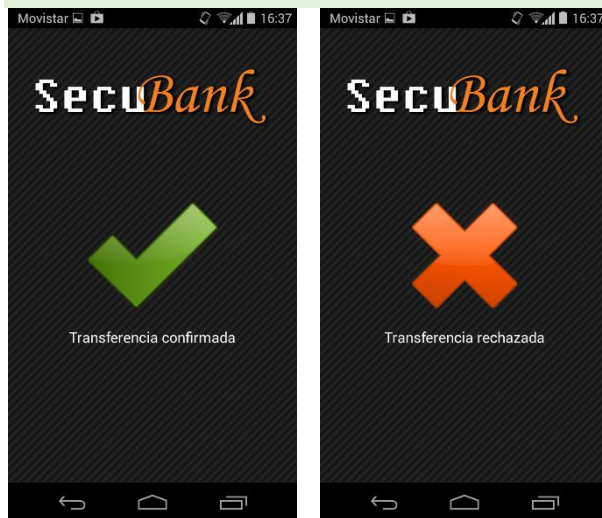 Movistar 16:37
SecuBank
Transferencia confirmada
Movistar 16:37
SecuBank
Transferencia rechazada